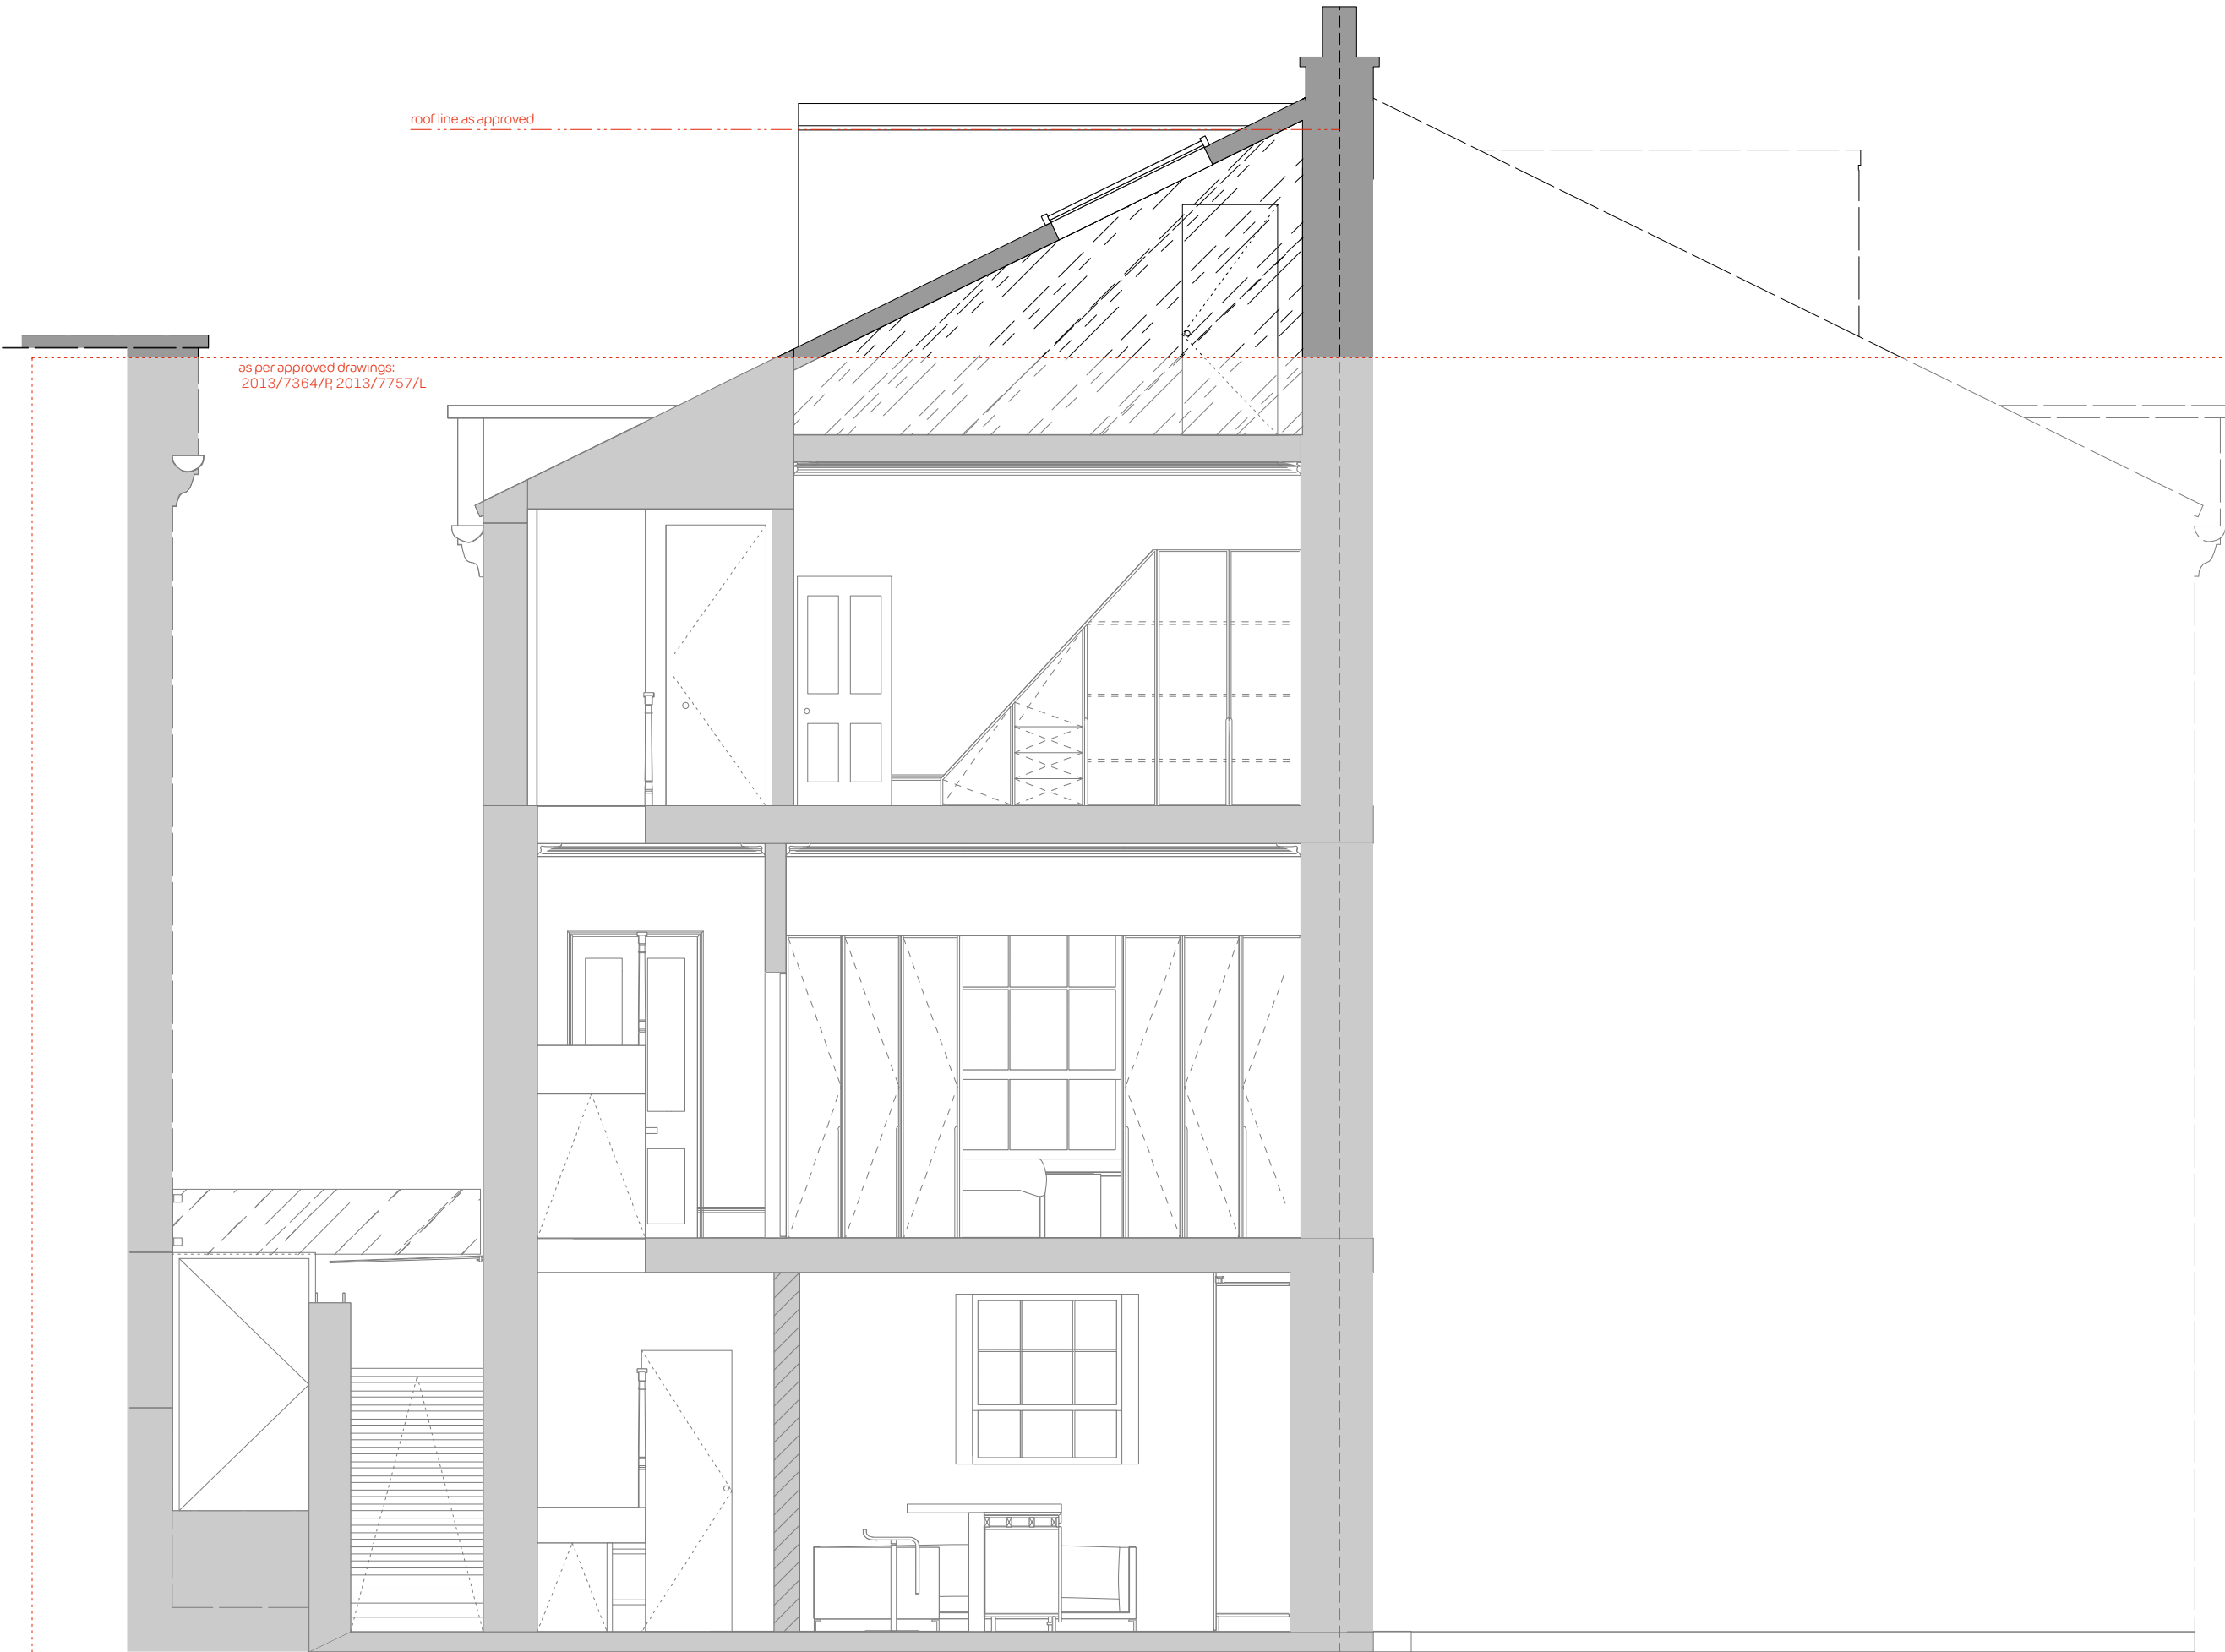 roof line as approved
as per approved drawings:
2013/7364/P, 2013/7757/L